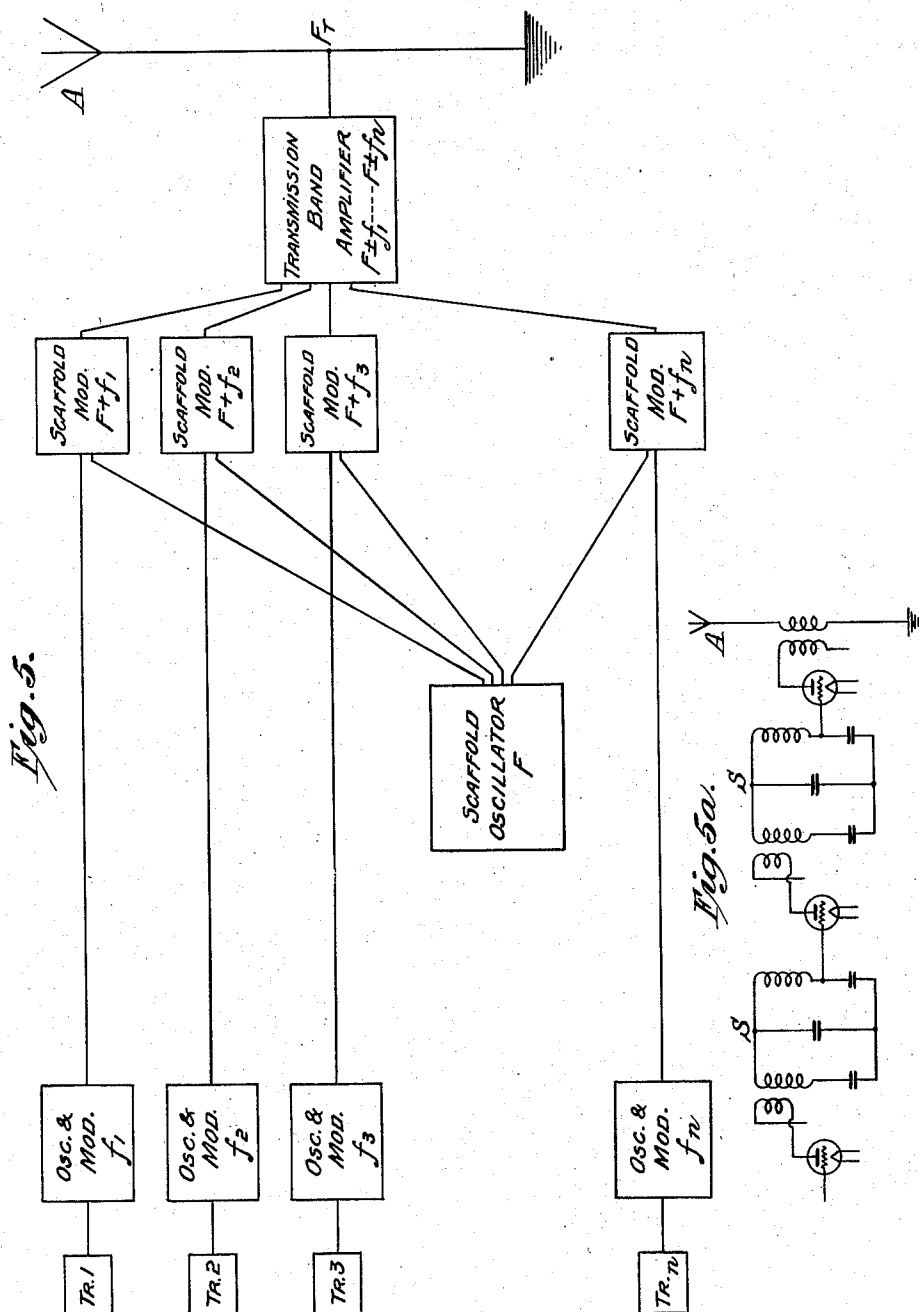 Fig. 5.
TR. 1
OSC. &
MOD.
f1
SCAFFOLD
MOD.
F+f1
TR. 2
OSC. &
MOD.
f2
SCAFFOLD
MOD.
F+f2
TR. 3
OSC. &
MOD.
f3
SCAFFOLD
MOD.
F+f3
TR. n
OSC. &
MOD.
fn
SCAFFOLD
MOD.
F+fn
SCAFFOLD
OSCILLATOR
F
TRANSMISSION
BAND
AMPLIFIER
F±f1----F±fn
A
FT
Fig. 5a.
S
S
A